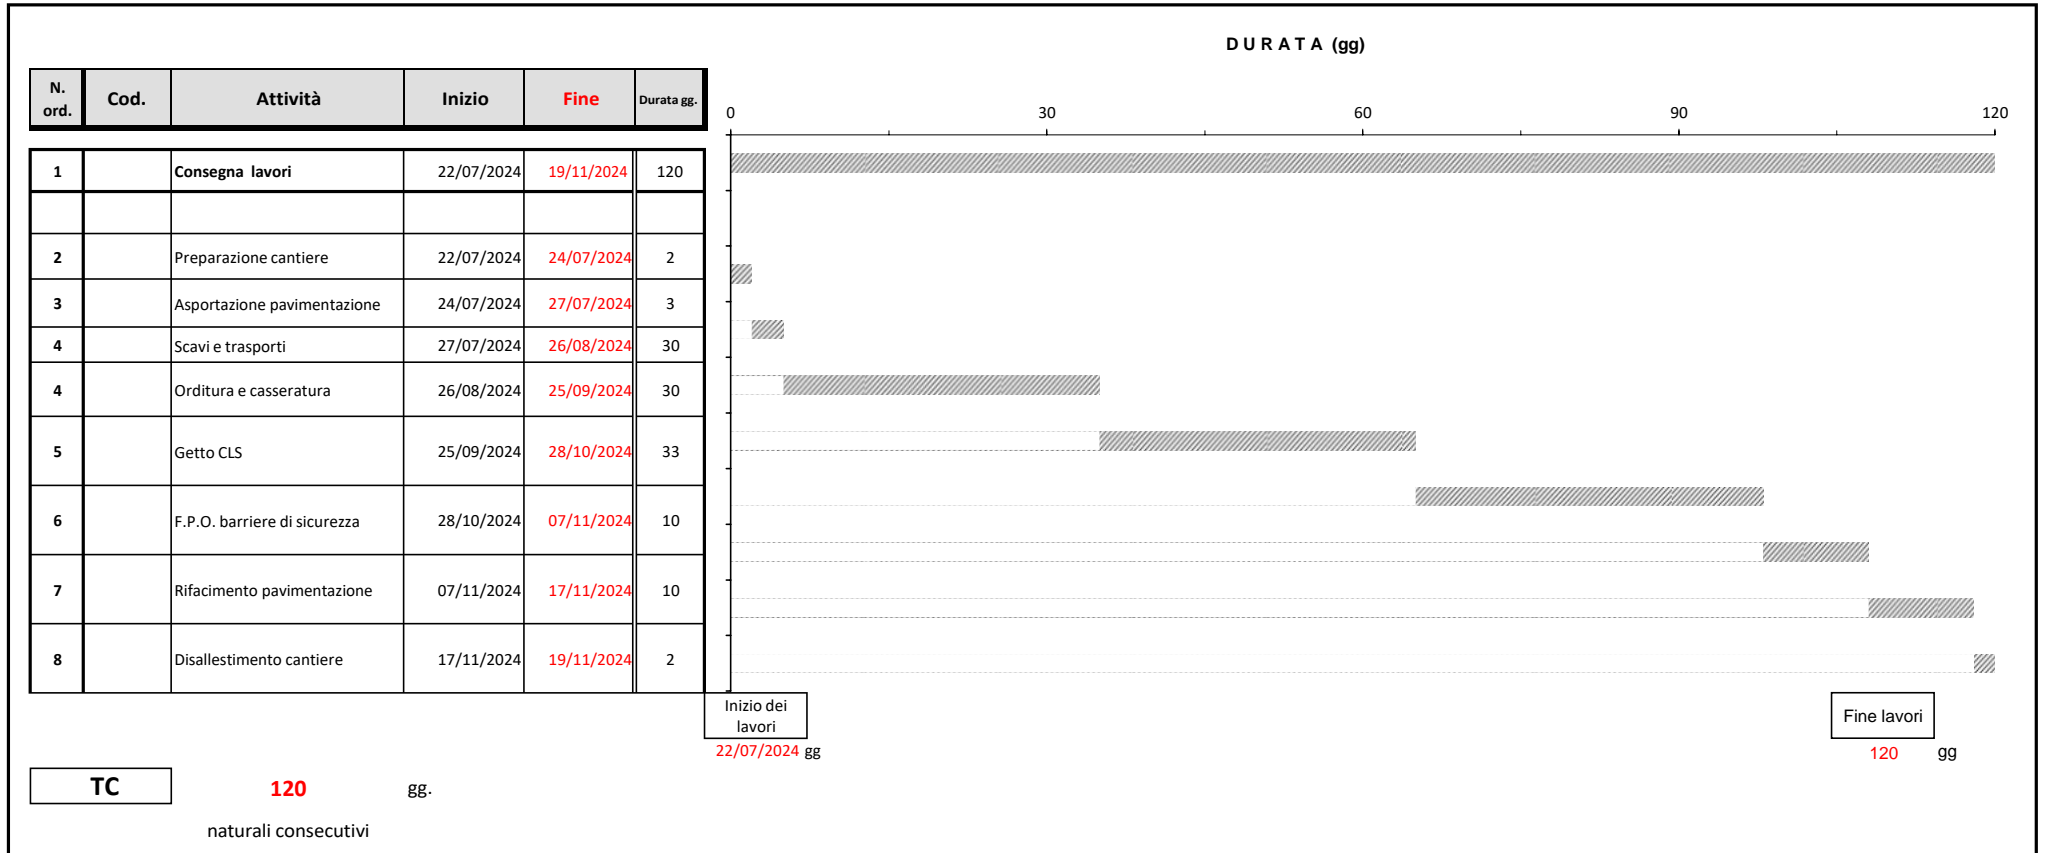 D U R A T A (gg)
N. ord. Cod. Attività Inizio Fine Durata gg.
0 30 60 90 120
1 Consegna lavori 22/07/2024 19/11/2024 120
2 Preparazione cantiere 22/07/2024 24/07/2024 2
3 Asportazione pavimentazione 24/07/2024 27/07/2024 3
4 Scavi e trasporti 27/07/2024 26/08/2024 30
4 Orditura e casseratura 26/08/2024 25/09/2024 30
5 Getto CLS 25/09/2024 28/10/2024 33
6 F.P.O. barriere di sicurezza 28/10/2024 07/11/2024 10
7 Rifacimento pavimentazione 07/11/2024 17/11/2024 10
8 Disallestimento cantiere 17/11/2024 19/11/2024 2
Inizio dei
lavori
22/07/2024 gg
Fine lavori
120 gg
TC 120 gg.
naturali consecutivi